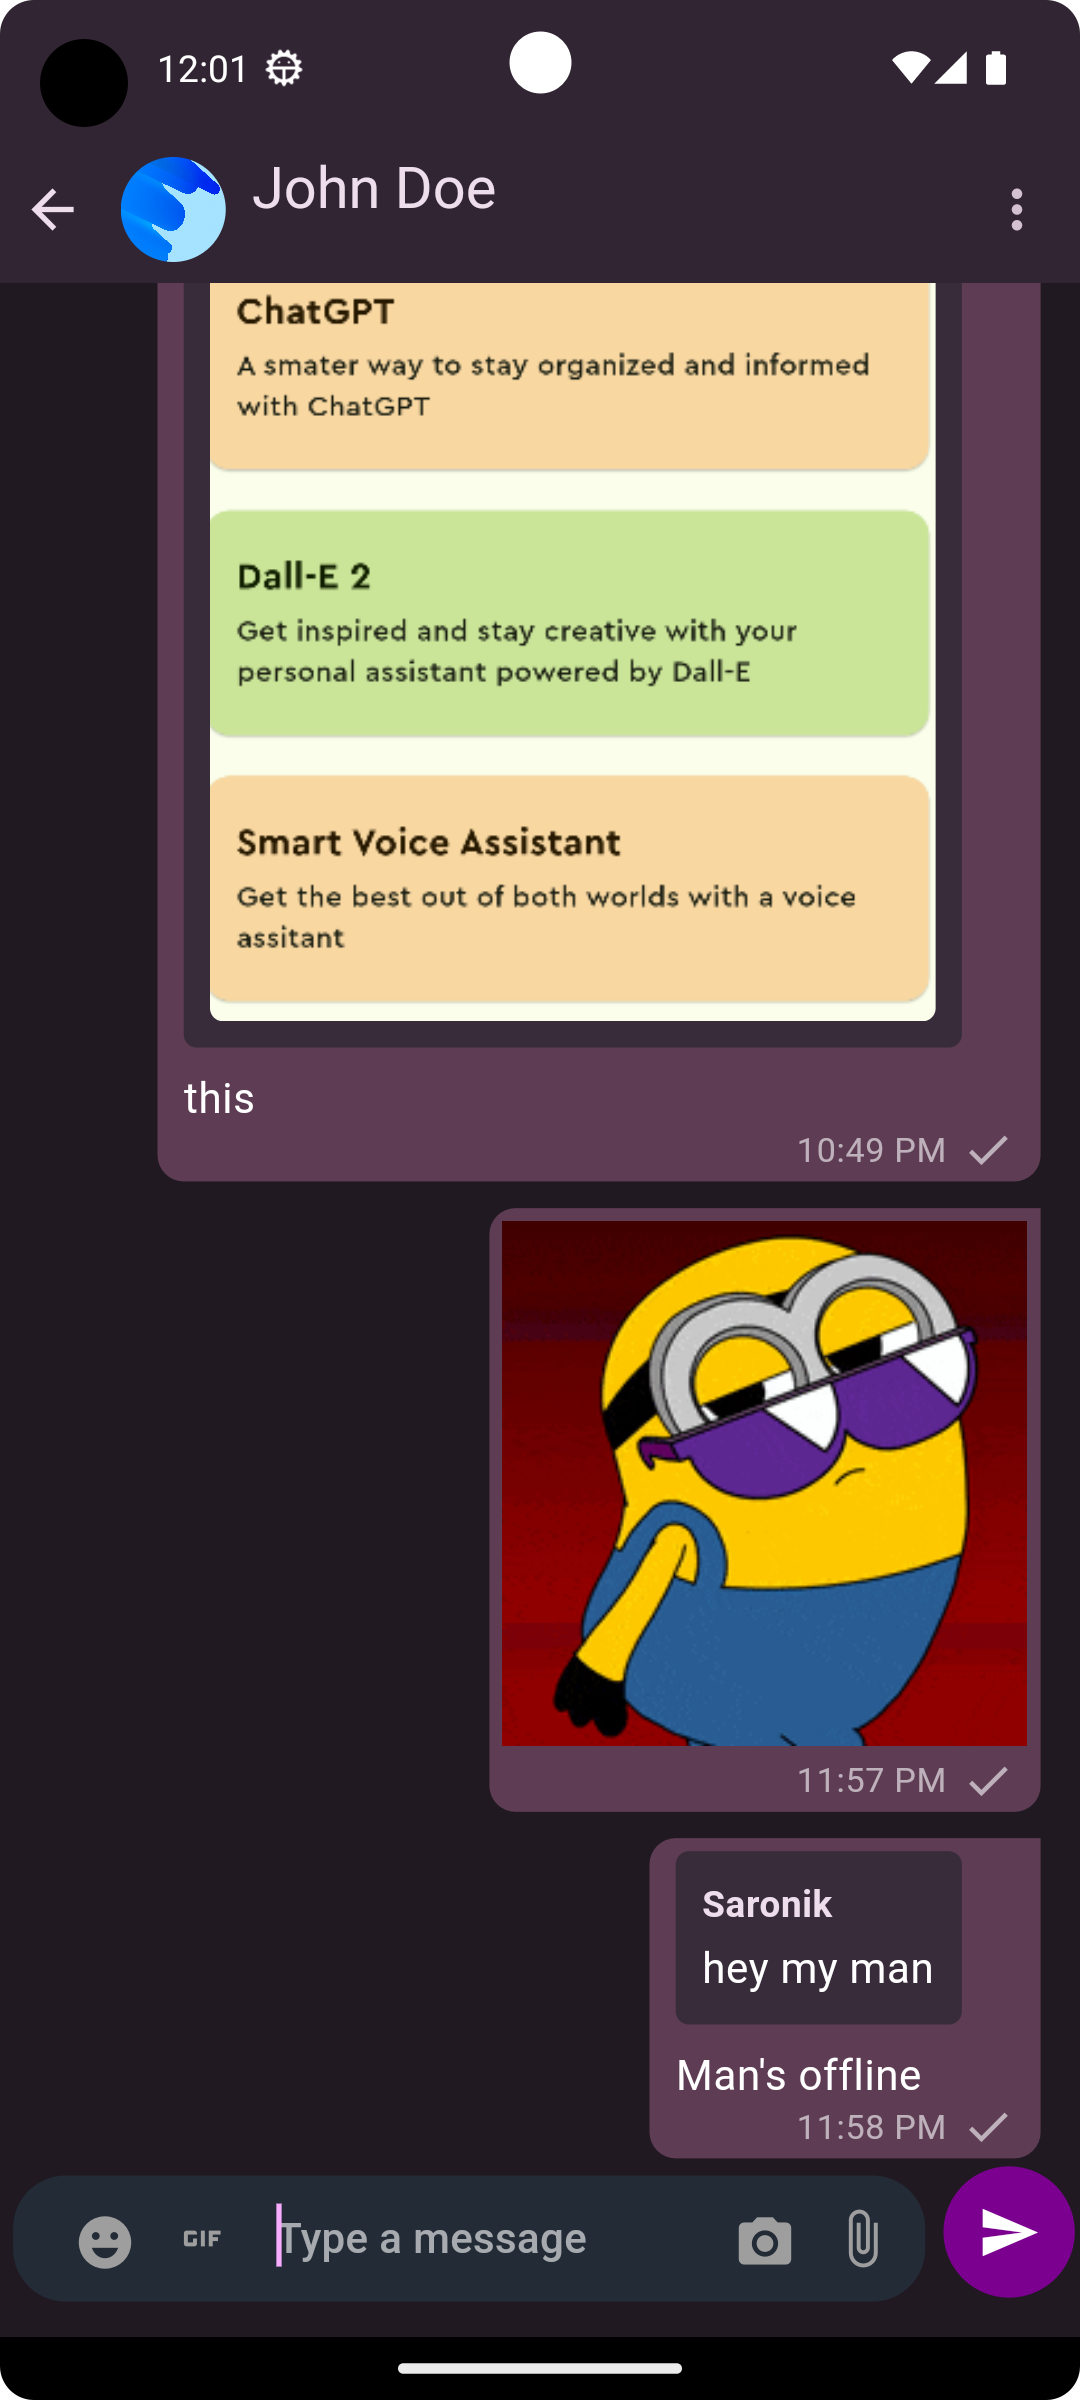 12:01
John Doe
ChatGPT
A smater way to stay organized and informed
with ChatGPT
Dall-E 2
Get inspired and stay creative with your
personal assistant powered by Dall-E
Smart Voice Assistant
Get the best out of both worlds with a voice
assitant
this
10:49 PM
11:57 PM
Saronik
hey my man
Man's offline
11:58 PM
GIF
Type a message